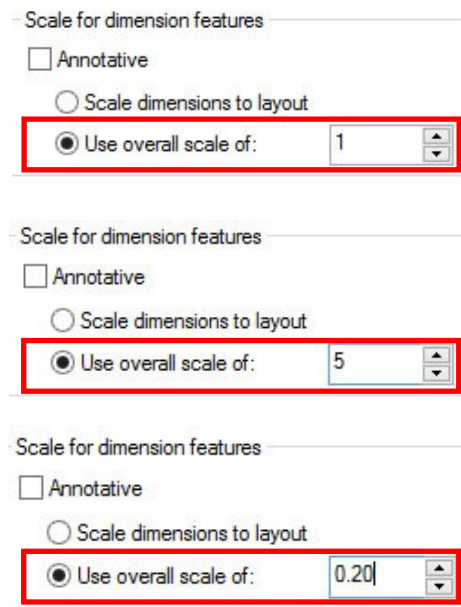 Scale for dimension features
Annotative
Scale dimensions to layout
Use overall scale of: 1
Scale for dimension features
Annotative
Scale dimensions to layout
Use overall scale of: 5
Scale for dimension features
Annotative
Scale dimensions to layout
Use overall scale of: 0.20